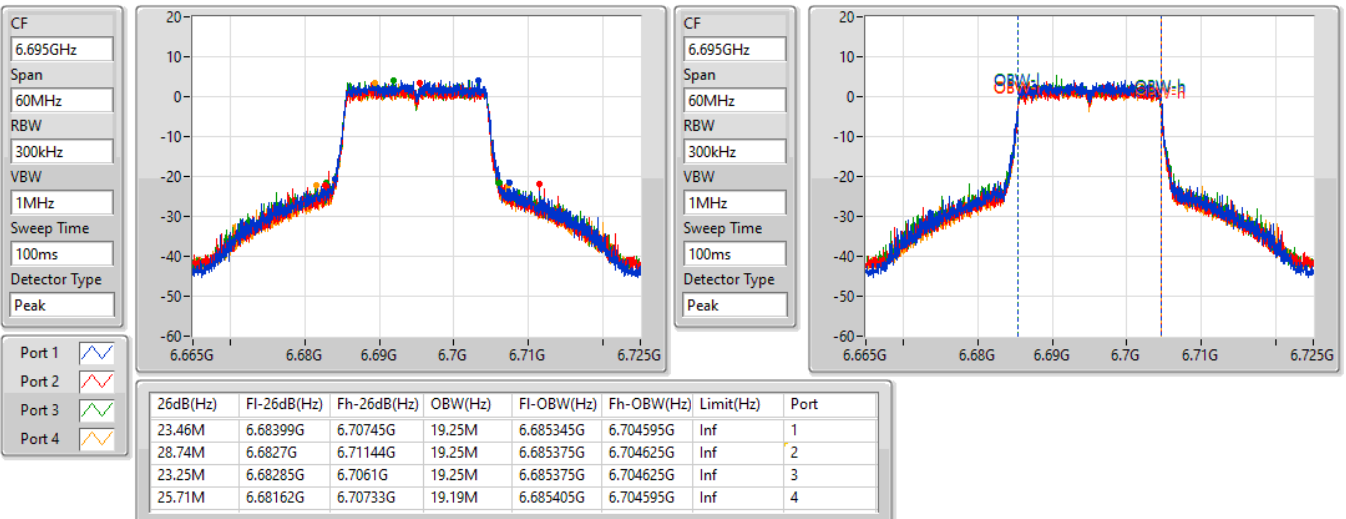 CF
6.695GHz
Span
60MHz
RBW
300kHz
VBW
1MHz
Sweep Time
100ms
Detector Type
Peak
Port 1
Port 2
Port 3
Port 4
20
10
0
-10
-20
-30
-40
-50
-60
6.665G 6.68G 6.69G 6.7G 6.71G 6.725G
CF
6.695GHz
Span
60MHz
RBW
300kHz
VBW
1MHz
Sweep Time
100ms
Detector Type
Peak
20
10
0
-10
-20
-30
-40
-50
-60
OBW-l OBW-h
OBW-l OBW-h
6.665G 6.68G 6.69G 6.7G 6.71G 6.725G
26dB(Hz) Fl-26dB(Hz) Fh-26dB(Hz) OBW(Hz) Fl-OBW(Hz) Fh-OBW(Hz) Limit(Hz) Port
23.46M 6.68399G 6.70745G 19.25M 6.685345G 6.704595G Inf 1
28.74M 6.6827G 6.71144G 19.25M 6.685375G 6.704625G Inf 2
23.25M 6.68285G 6.7061G 19.25M 6.685375G 6.704625G Inf 3
25.71M 6.68162G 6.70733G 19.19M 6.685405G 6.704595G Inf 4